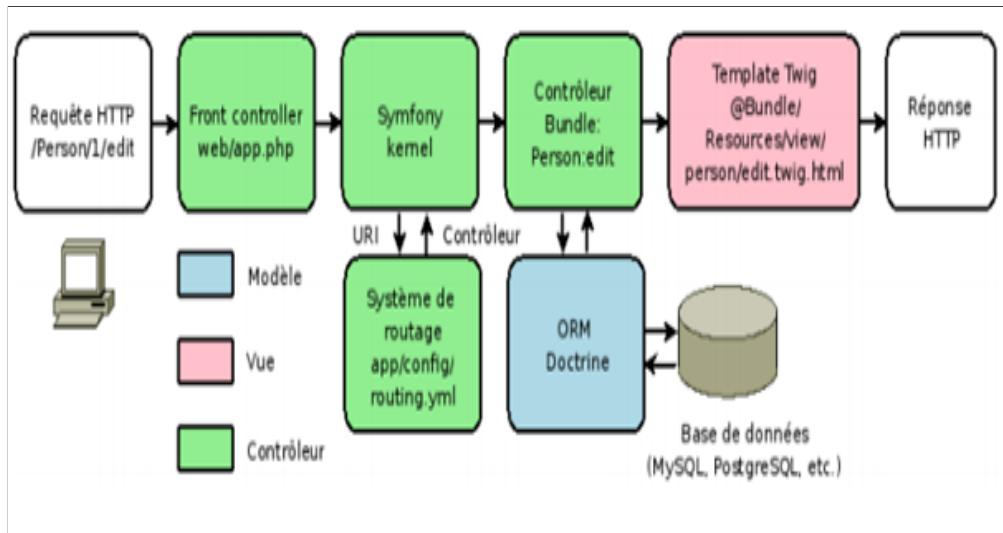 Requête HTTP
/Person/1/edit
Front controller
web/app.php
Symfony
kernel
Contrôleur
Bundle:
Person:edit
Template Twig
@Bundle/
Resources/view/
person/edit.twig.html
Réponse
HTTP
URI
Contrôleur
Modèle
Vue
Contrôleur
Système de
routage
app/config/
routing.yml
ORM
Doctrine
Base de données
(MySQL, PostgreSQL, etc.)